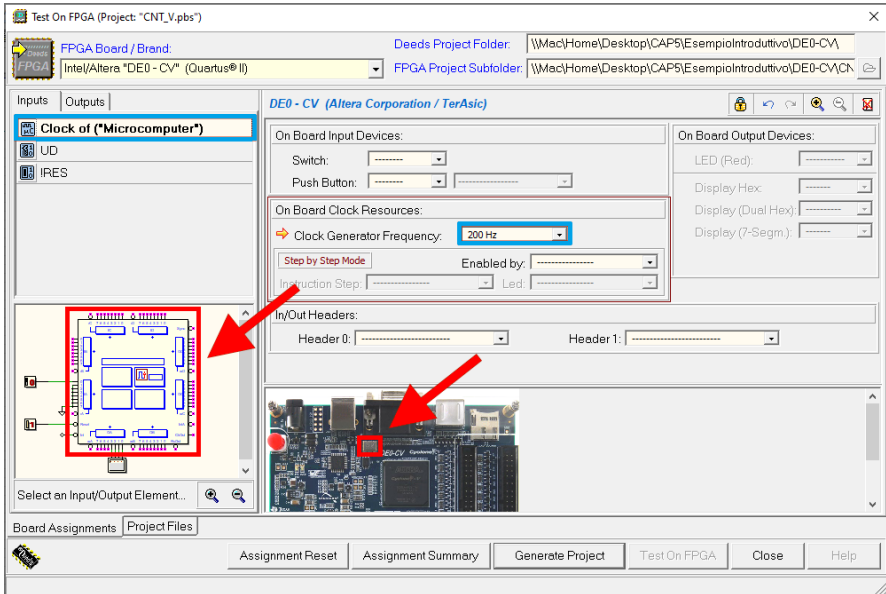 Test On FPGA (Project: "CNT_V.pbs")
Deeds
FPGA
FPGA Board / Brand:
Intel/Altera "DE0 - CV" (Quartus® II)
Deeds Project Folder:
\\Mac\Home\Desktop\CAP5\EsempioIntroduttivo\DE0-CV\
FPGA Project Subfolder:
\\Mac\Home\Desktop\CAP5\EsempioIntroduttivo\DE0-CV\CN
Inputs
Outputs
Clock of ("Microcomputer")
UD
IRES
DE0 - CV (Altera Corporation / TerAsic)
On Board Input Devices:
Switch: --------
Push Button: -------- ----------------
On Board Clock Resources:
Clock Generator Frequency: 200 Hz
Step by Step Mode
Enabled by: ---------------
Instruction Step: ---------------- Led: ---------------
On Board Output Devices:
LED (Red): -----------
Display Hex: -------
Display (Dual Hex): ----------
Display (7-Segm.): -------
In/Out Headers:
Header 0: -------------------------
Header 1: -------------------------
DE0-CV Cyclone
Select an Input/Output Element...
Board Assignments
Project Files
Assignment Reset
Assignment Summary
Generate Project
Test On FPGA
Close
Help